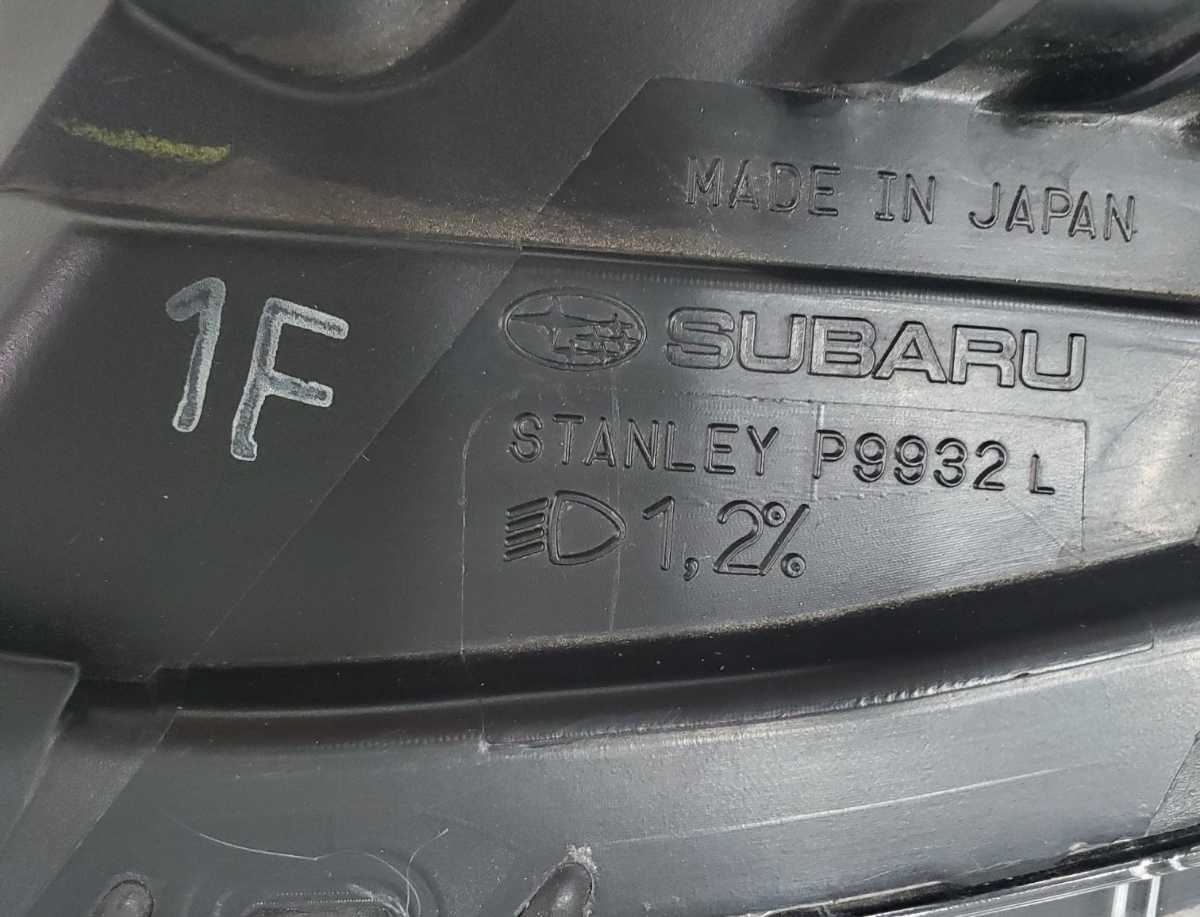 MADE IN JAPAN
SUBARU
1F
STANLEY P9932 L
1,2%